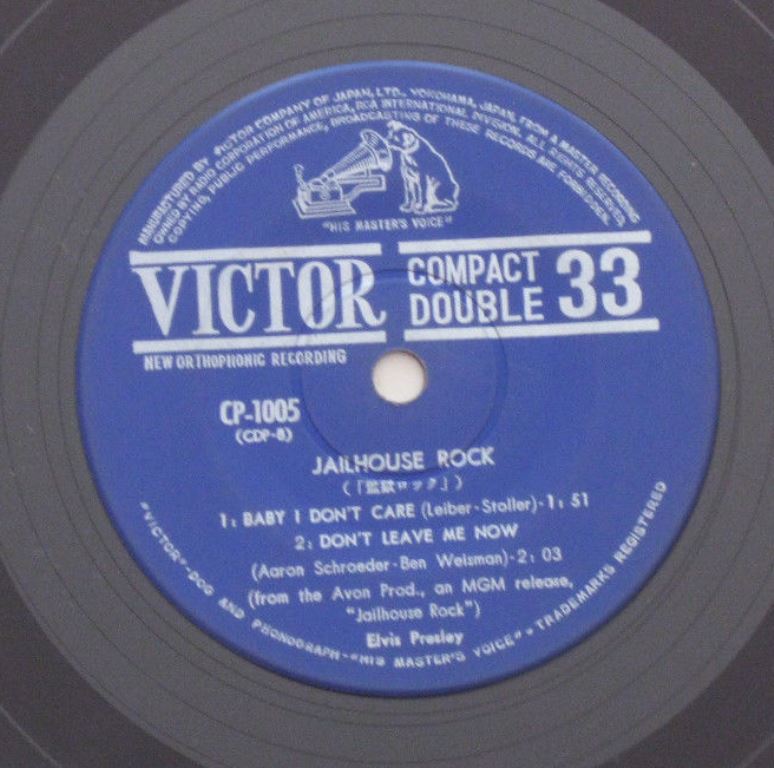 MANUFACTURED BY VICTOR COMPANY OF JAPAN, LTD., YOKOHAMA, JAPAN, FROM A MASTER RECORDING
OWNED BY RADIO CORPORATION OF AMERICA, RCA INTERNATIONAL DIVISION. ALL RIGHTS RESERVED.
COPYING, PUBLIC PERFORMANCE, BROADCASTING OF THESE RECORDS ARE FORBIDDEN.
"HIS MASTER'S VOICE"
VICTOR COMPACT DOUBLE 33
NEW ORTHOPHONIC RECORDING
CP-1005
(CDP-8)
JAILHOUSE ROCK
(「監獄ロック」)
1: BABY I DON'T CARE (Leiber-Stoller)-1: 51
2: DON'T LEAVE ME NOW
(Aaron Schroeder-Ben Weisman)-2: 03
(from the Avon Prod., an MGM release,
"Jailhouse Rock")
Elvis Presley
"VICTOR"-DOG AND PHONOGRAPH-"HIS MASTER'S VOICE"-TRADEMARKS REGISTERED